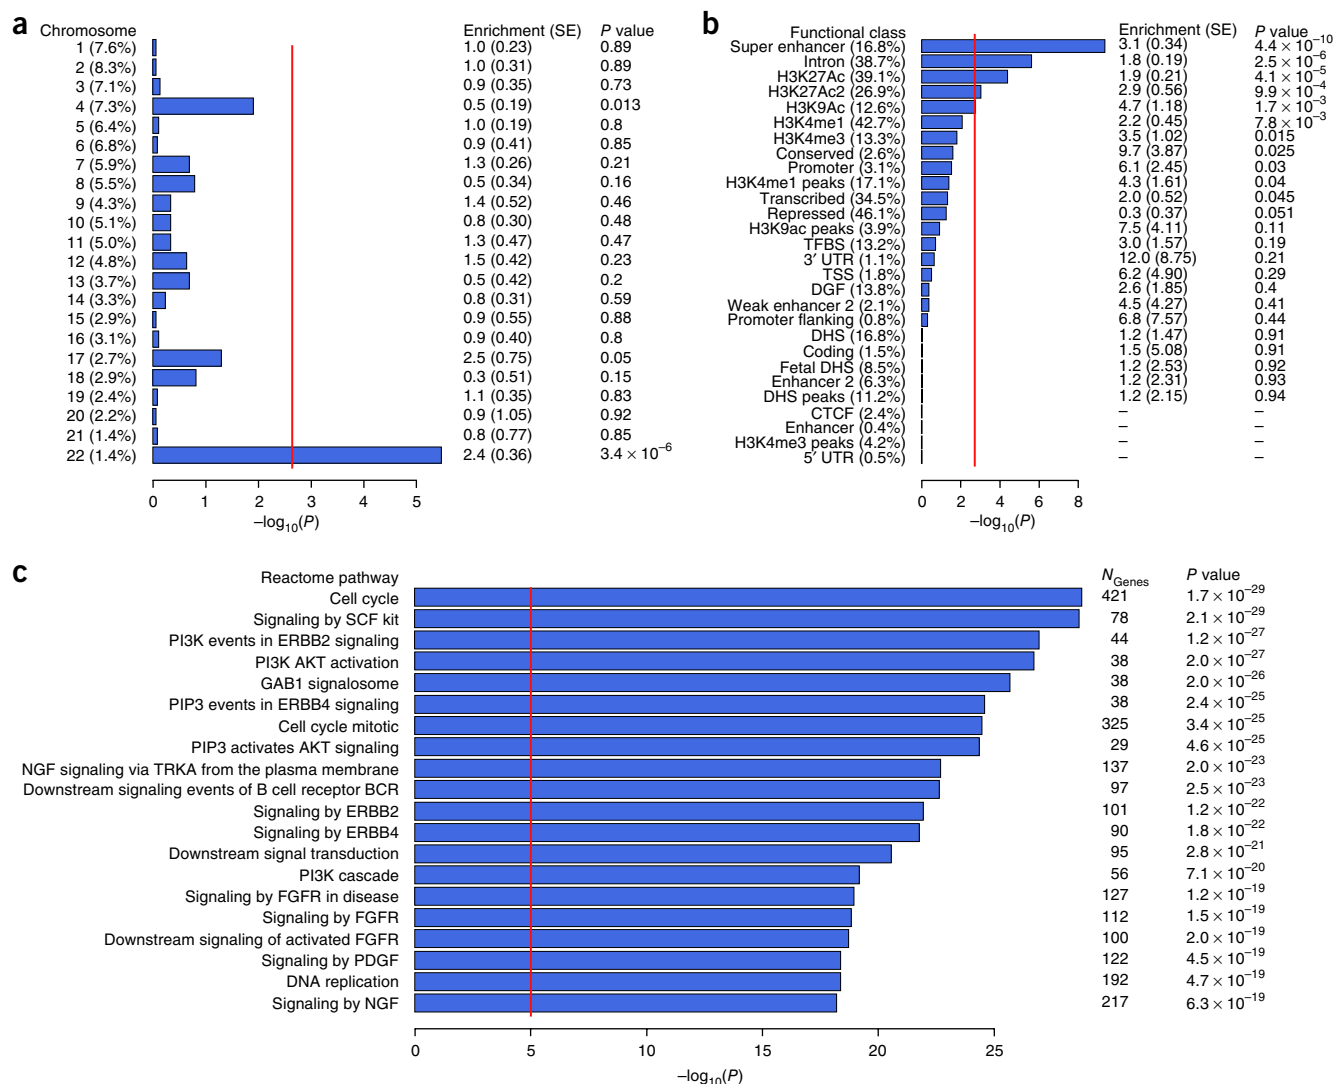 a
Chromosome Enrichment (SE) P value
1 (7.6%) 1.0 (0.23) 0.89
2 (8.3%) 1.0 (0.31) 0.89
3 (7.1%) 0.9 (0.35) 0.73
4 (7.3%) 0.5 (0.19) 0.013
5 (6.4%) 1.0 (0.19) 0.8
6 (6.8%) 0.9 (0.41) 0.85
7 (5.9%) 1.3 (0.26) 0.21
8 (5.5%) 0.5 (0.34) 0.16
9 (4.3%) 1.4 (0.52) 0.46
10 (5.1%) 0.8 (0.30) 0.48
11 (5.0%) 1.3 (0.47) 0.47
12 (4.8%) 1.5 (0.42) 0.23
13 (3.7%) 0.5 (0.42) 0.2
14 (3.3%) 0.8 (0.31) 0.59
15 (2.9%) 0.9 (0.55) 0.88
16 (3.1%) 0.9 (0.40) 0.8
17 (2.7%) 2.5 (0.75) 0.05
18 (2.9%) 0.3 (0.51) 0.15
19 (2.4%) 1.1 (0.35) 0.83
20 (2.2%) 0.9 (1.05) 0.92
21 (1.4%) 0.8 (0.77) 0.85
22 (1.4%) 2.4 (0.36) 3.4 × 10⁻⁶
0 1 2 3 4 5
–log₁₀(P)
b
Functional class Enrichment (SE) P value
Super enhancer (16.8%) 3.1 (0.34) 4.4 × 10⁻¹⁰
Intron (38.7%) 1.8 (0.19) 2.5 × 10⁻⁶
H3K27Ac (39.1%) 1.9 (0.21) 4.1 × 10⁻⁵
H3K27Ac2 (26.9%) 2.9 (0.56) 9.9 × 10⁻⁴
H3K9Ac (12.6%) 4.7 (1.18) 1.7 × 10⁻³
H3K4me1 (42.7%) 2.2 (0.45) 7.8 × 10⁻³
H3K4me3 (13.3%) 3.5 (1.02) 0.015
Conserved (2.6%) 9.7 (3.87) 0.025
Promoter (3.1%) 6.1 (2.45) 0.03
H3K4me1 peaks (17.1%) 4.3 (1.61) 0.04
Transcribed (34.5%) 2.0 (0.52) 0.045
Repressed (46.1%) 0.3 (0.37) 0.051
H3K9ac peaks (3.9%) 7.5 (4.11) 0.11
TFBS (13.2%) 3.0 (1.57) 0.19
3′ UTR (1.1%) 12.0 (8.75) 0.21
TSS (1.8%) 6.2 (4.90) 0.29
DGF (13.8%) 2.6 (1.85) 0.4
Weak enhancer 2 (2.1%) 4.5 (4.27) 0.41
Promoter flanking (0.8%) 6.8 (7.57) 0.44
DHS (16.8%) 1.2 (1.47) 0.91
Coding (1.5%) 1.5 (5.08) 0.91
Fetal DHS (8.5%) 1.2 (2.53) 0.92
Enhancer 2 (6.3%) 1.2 (2.31) 0.93
DHS peaks (11.2%) 1.2 (2.15) 0.94
CTCF (2.4%) – –
Enhancer (0.4%) – –
H3K4me3 peaks (4.2%) – –
5′ UTR (0.5%) – –
0 2 4 6 8
–log₁₀(P)
c
Reactome pathway N_Genes P value
Cell cycle 421 1.7 × 10⁻²⁹
Signaling by SCF kit 78 2.1 × 10⁻²⁹
PI3K events in ERBB2 signaling 44 1.2 × 10⁻²⁷
PI3K AKT activation 38 2.0 × 10⁻²⁷
GAB1 signalosome 38 2.0 × 10⁻²⁶
PIP3 events in ERBB4 signaling 38 2.4 × 10⁻²⁵
Cell cycle mitotic 325 3.4 × 10⁻²⁵
PIP3 activates AKT signaling 29 4.6 × 10⁻²⁵
NGF signaling via TRKA from the plasma membrane 137 2.0 × 10⁻²³
Downstream signaling events of B cell receptor BCR 97 2.5 × 10⁻²³
Signaling by ERBB2 101 1.2 × 10⁻²²
Signaling by ERBB4 90 1.8 × 10⁻²²
Downstream signal transduction 95 2.8 × 10⁻²¹
PI3K cascade 56 7.1 × 10⁻²⁰
Signaling by FGFR in disease 127 1.2 × 10⁻¹⁹
Signaling by FGFR 112 1.5 × 10⁻¹⁹
Downstream signaling of activated FGFR 100 2.0 × 10⁻¹⁹
Signaling by PDGF 122 4.5 × 10⁻¹⁹
DNA replication 192 4.7 × 10⁻¹⁹
Signaling by NGF 217 6.3 × 10⁻¹⁹
0 5 10 15 20 25
–log₁₀(P)